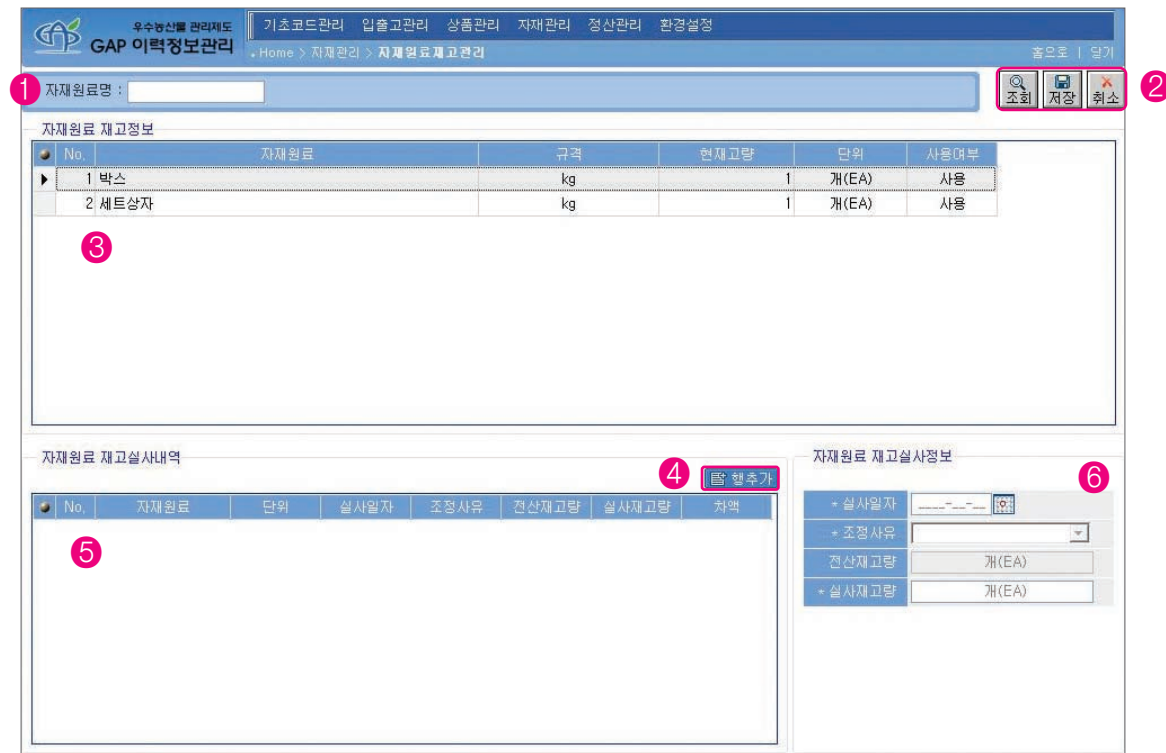 우수농산물 관리제도
GAP 이력정보관리
기초코드관리 입출고관리 상품관리 자재관리 정산관리 환경설정
Home > 자재관리 > 자재원료재고관리
홈으로 | 닫기
1 자재원료명 :
조회 저장 취소 2
자재원료 재고정보
No. 자재원료 규격 현재고량 단위 사용여부
1 박스 kg 1 개(EA) 사용
2 세트상자 kg 1 개(EA) 사용
3
자재원료 재고실사내역
4 행추가
No. 자재원료 단위 실사일자 조정사유 전산재고량 실사재고량 차액
5
자재원료 재고실사정보
6
* 실사일자 ____-__-__
* 조정사유
전산재고량 개(EA)
* 실사재고량 개(EA)